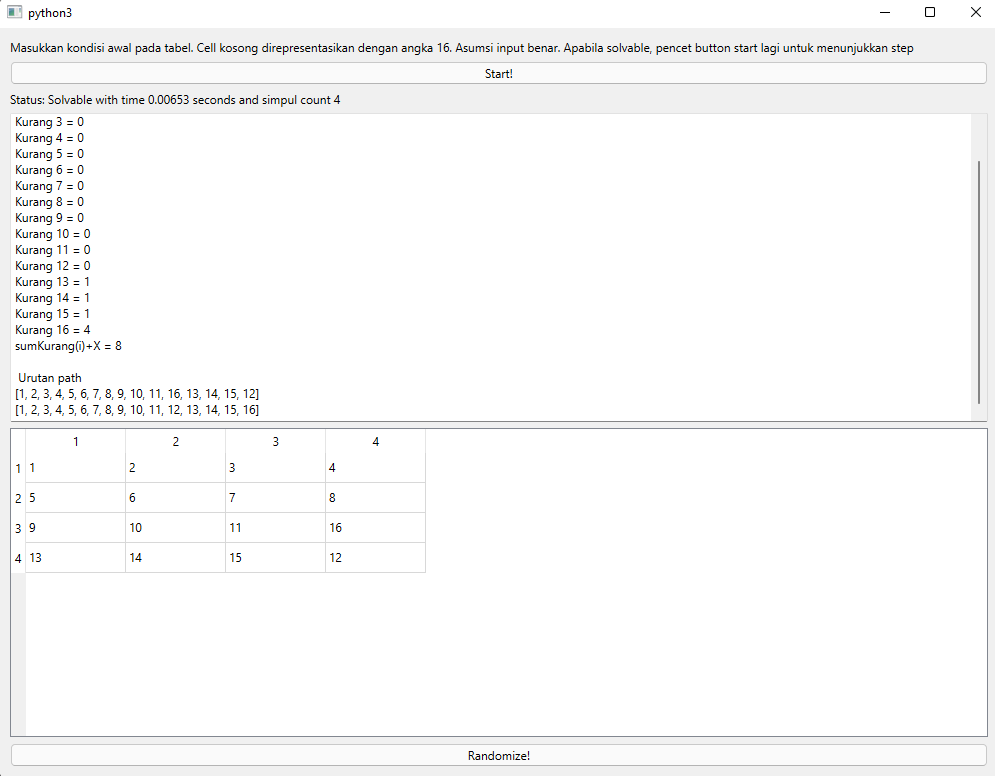 python3
Masukkan kondisi awal pada tabel. Cell kosong direpresentasikan dengan angka 16. Asumsi input benar. Apabila solvable, pencet button start lagi untuk menunjukkan step
Start!
Status: Solvable with time 0.00653 seconds and simpul count 4
Kurang 3 = 0
Kurang 4 = 0
Kurang 5 = 0
Kurang 6 = 0
Kurang 7 = 0
Kurang 8 = 0
Kurang 9 = 0
Kurang 10 = 0
Kurang 11 = 0
Kurang 12 = 0
Kurang 13 = 1
Kurang 14 = 1
Kurang 15 = 1
Kurang 16 = 4
sumKurang(i)+X = 8
Urutan path
[1, 2, 3, 4, 5, 6, 7, 8, 9, 10, 11, 16, 13, 14, 15, 12]
[1, 2, 3, 4, 5, 6, 7, 8, 9, 10, 11, 12, 13, 14, 15, 16]
1 2 3 4
1 1 2 3 4
2 5 6 7 8
3 9 10 11 16
4 13 14 15 12
Randomize!